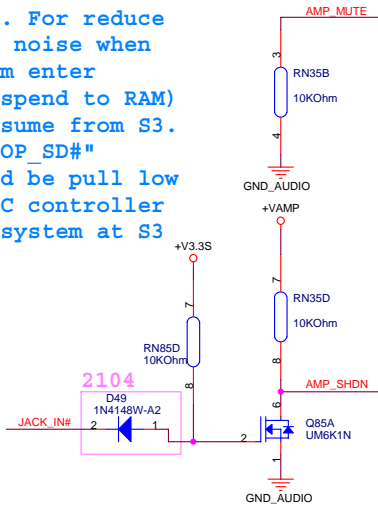 . For reduce
noise when
m enter
spend to RAM)
sume from S3.
OP_SD#"
d be pull low
C controller
system at S3
AMP_MUTE
3
RN35B
10KOhm
4
GND_AUDIO
+VAMP
7
RN35D
10KOhm
8
AMP_SHDN
+V3.3S
7
RN85D
10KOhm
8
2104
D49
1N4148W-A2
JACK_IN#
2
1
2
6
Q85A
UM6K1N
1
GND_AUDIO